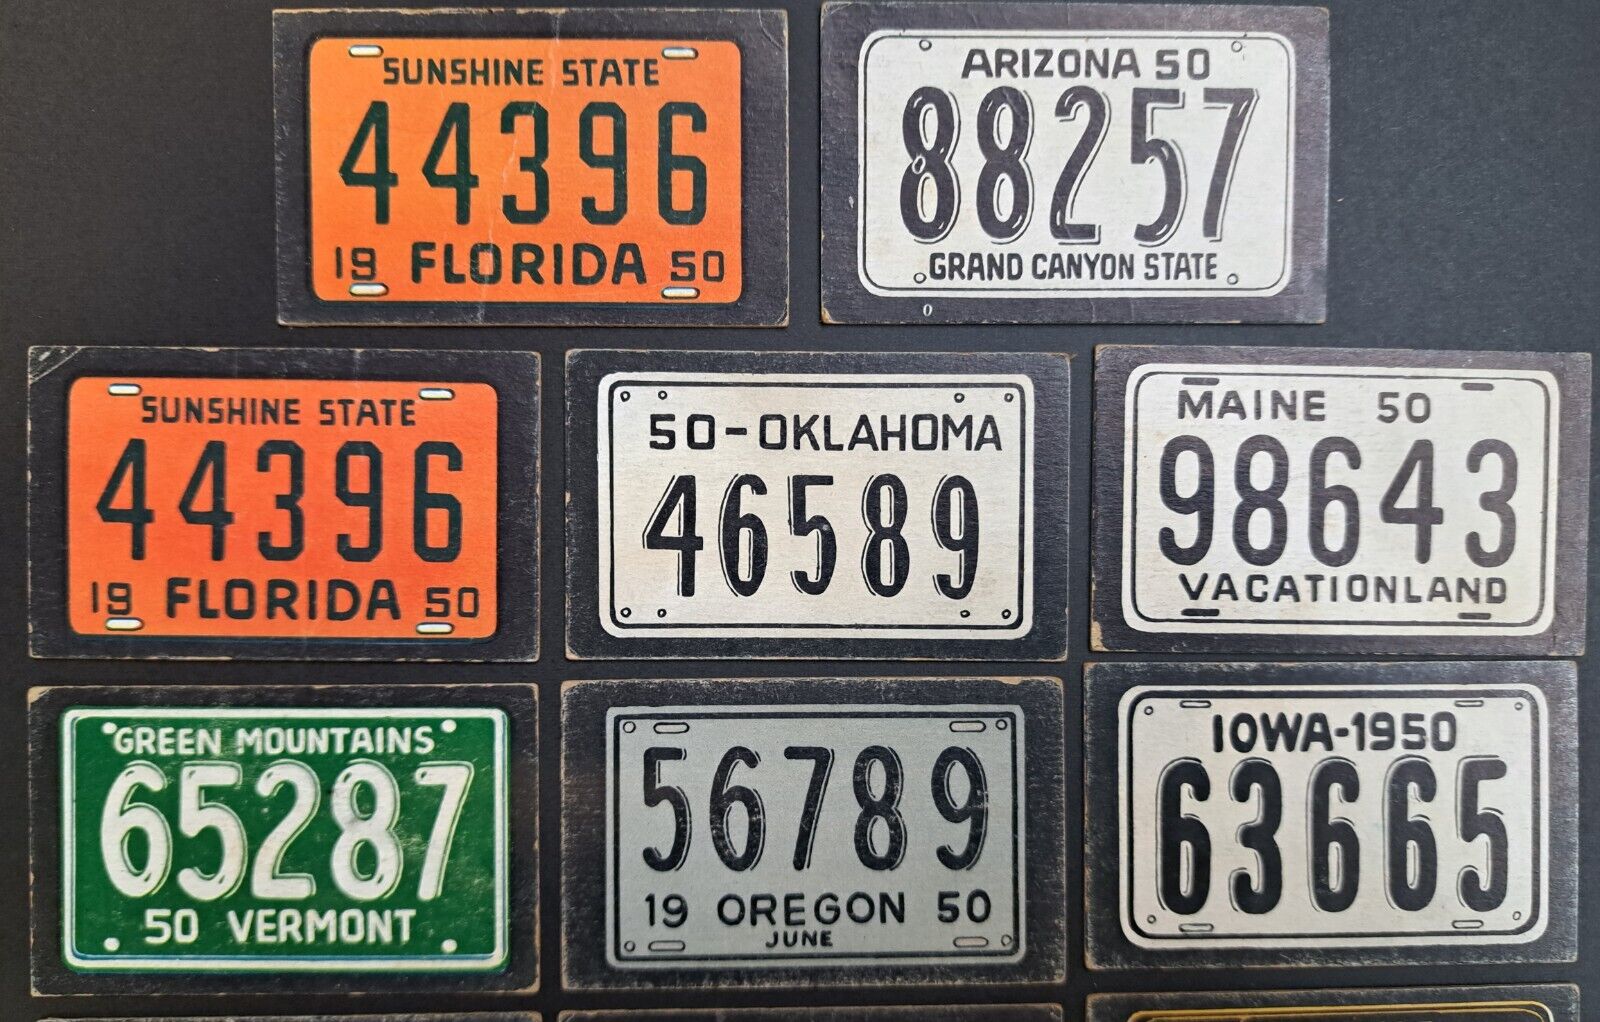 SUNSHINE STATE
44396
19 FLORIDA 50
ARIZONA 50
88257
GRAND CANYON STATE
0
SUNSHINE STATE
44396
19 FLORIDA 50
50-OKLAHOMA
46589
MAINE 50
98643
VACATIONLAND
GREEN MOUNTAINS
65287
50 VERMONT
56789
19 OREGON 50
JUNE
IOWA-1950
63665